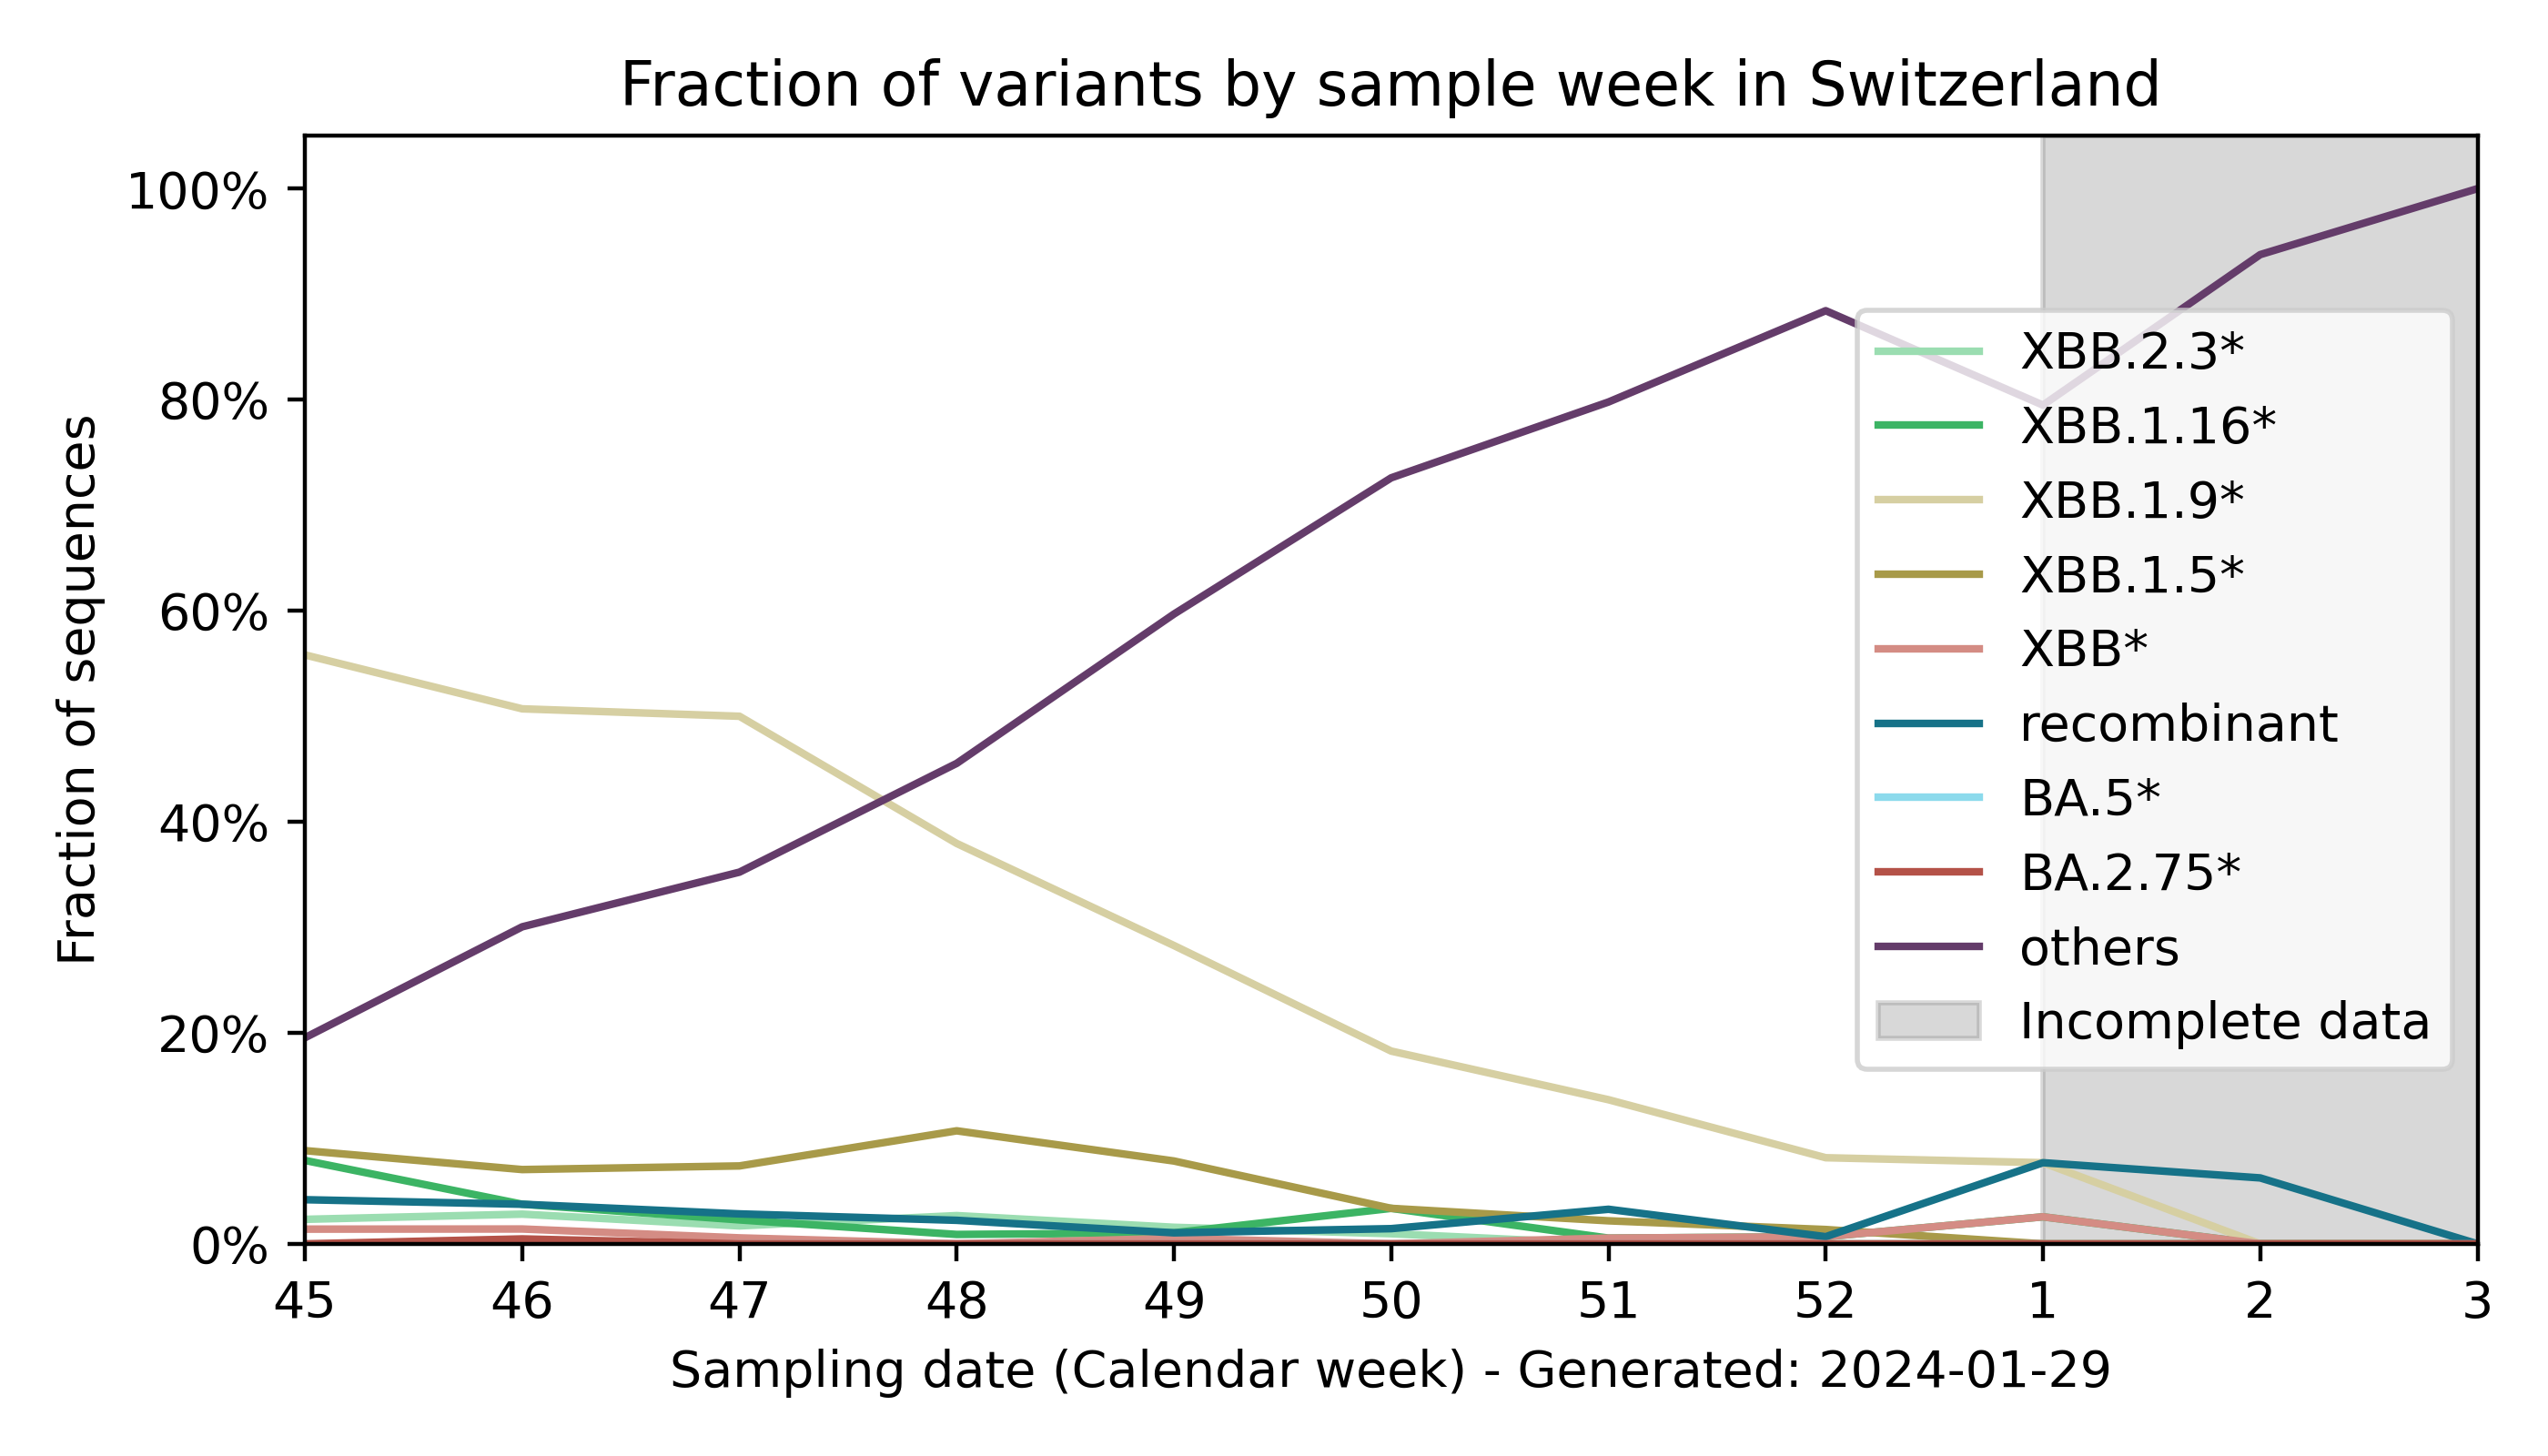 Fraction of variants by sample week in Switzerland
Fraction of sequences
100%
80%
60%
40%
20%
0%
XBB.2.3*
XBB.1.16*
XBB.1.9*
XBB.1.5*
XBB*
recombinant
BA.5*
BA.2.75*
others
Incomplete data
45 46 47 48 49 50 51 52 1 2 3
Sampling date (Calendar week) - Generated: 2024-01-29